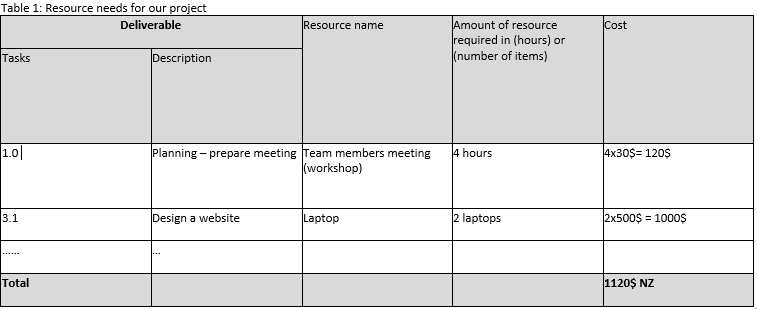 Table 1: Resource needs for our project
Deliverable
Resource name
Amount of resource
required in (hours) or
(number of items)
Cost
Tasks
Description
1.0
Planning – prepare meeting
Team members meeting
(workshop)
4 hours
4x30$= 120$
3.1
Design a website
Laptop
2 laptops
2x500$ = 1000$
......
...
Total
1120$ NZ